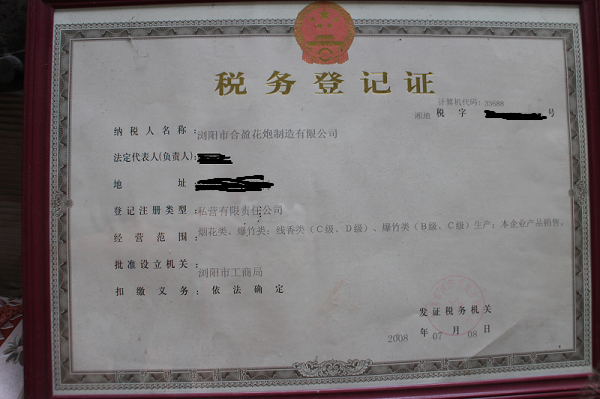 税务登记证
计算机代码：33688
湘地 税 字 号
纳税人名称：浏阳市合盈花炮制造有限公司
法定代表人(负责人)：
地 址：
登记注册类型：私营有限责任公司
经营范围：烟花类、爆竹类：线香类（C级、D级）、爆竹类（B级、C级）生产；本企业产品销售。
批准设立机关：浏阳市工商局
扣缴义务：依法确定
发证税务机关
2008 年 07 月 08 日